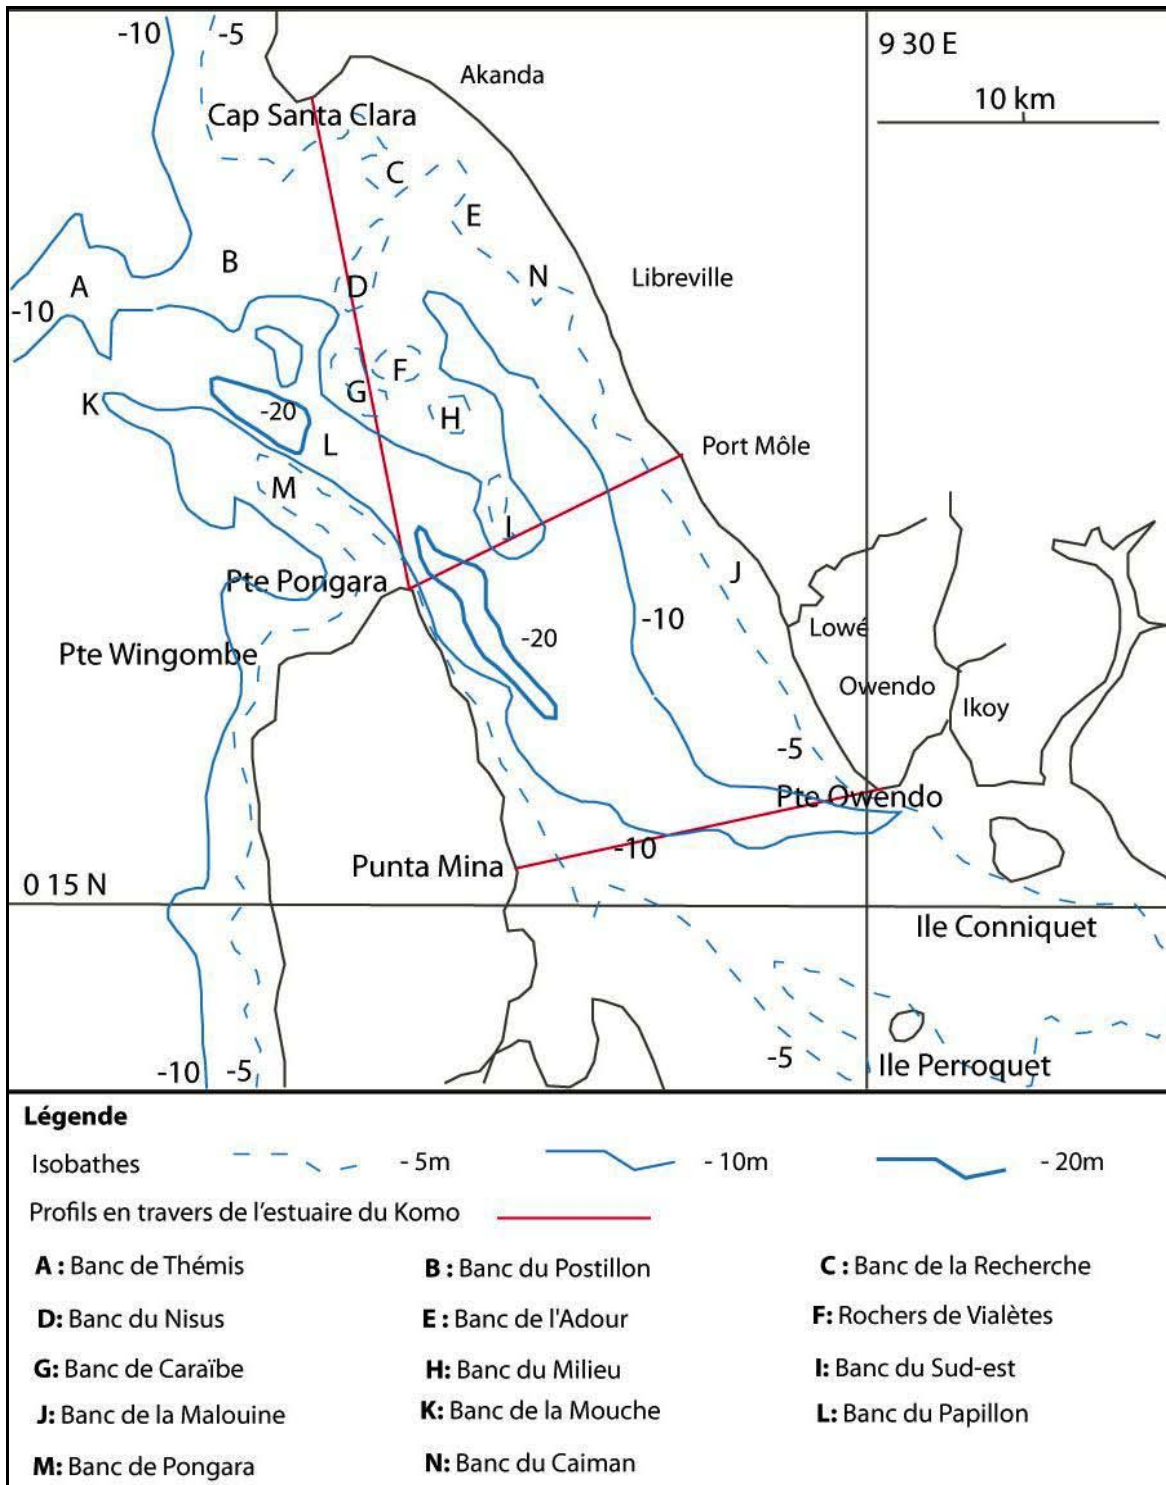 -10
-5
9 30 E
Akanda
10 km
Cap Santa Clara
C
E
B
N
Libreville
A
D
-10
F
K
G
-20
H
L
Port Môle
M
I
Pte Pongara
J
-10
Lowé
-20
Pte Wingombe
Owendo
Ikoy
-5
Pte Owendo
-10
Punta Mina
0 15 N
Ile Conniquet
-5
Ile Perroquet
-10
-5
Légende
Isobathes
- 5m
- 10m
- 20m
Profils en travers de l'estuaire du Komo
A : Banc de Thémis
B : Banc du Postillon
C : Banc de la Recherche
D: Banc du Nisus
E : Banc de l'Adour
F: Rochers de Vialètes
G: Banc de Caraïbe
H: Banc du Milieu
I: Banc du Sud-est
J: Banc de la Malouine
K: Banc de la Mouche
L: Banc du Papillon
M: Banc de Pongara
N: Banc du Caiman